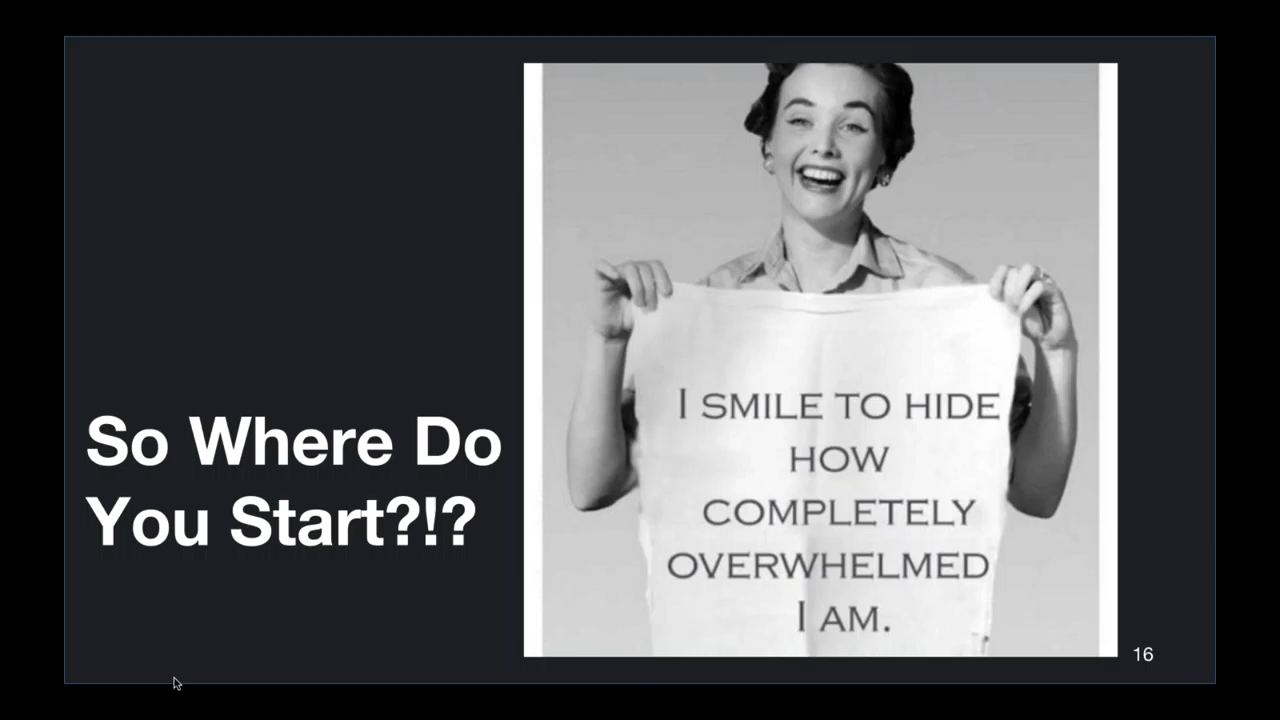 So Where Do
You Start?!?
I SMILE TO HIDE
HOW
COMPLETELY
OVERWHELMED
I AM.
16